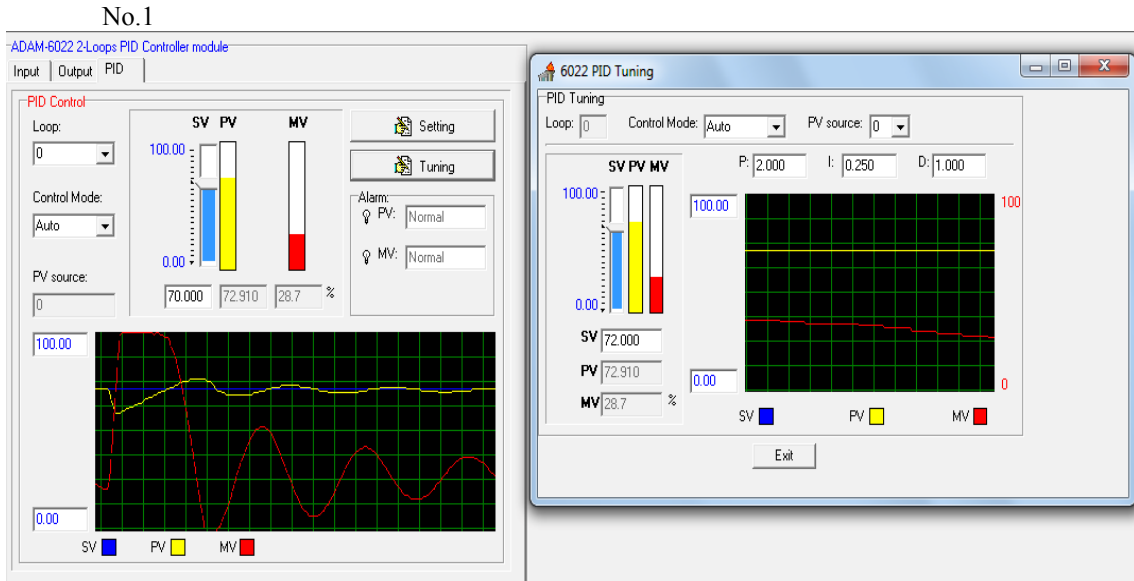 No.1
ADAM-6022 2-Loops PID Controller module
Input Output PID
PID Control
Loop:
0
Control Mode:
Auto
PV source:
0
SV PV MV
100.00
0.00
70.000 72.910 28.7 %
Setting
Tuning
Alarm:
PV: Normal
MV: Normal
100.00
0.00
SV PV MV
6022 PID Tuning
PID Tuning
Loop: 0 Control Mode: Auto PV source: 0
SV PV MV
100.00
0.00
SV 72.000
PV 72.910
MV 28.7 %
P: 2.000 I: 0.250 D: 1.000
100.00 100
0.00 0
SV PV MV
Exit